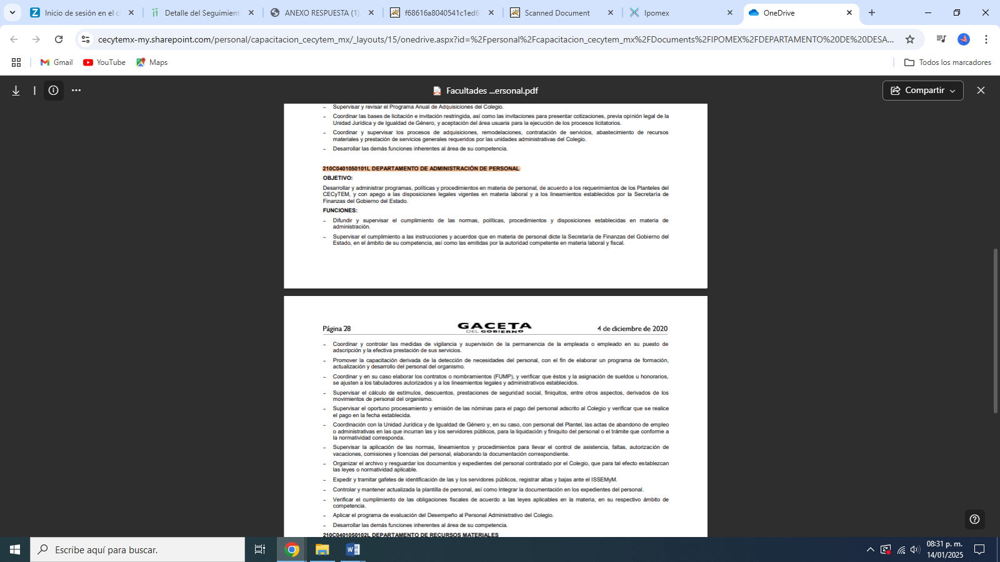 Inicio de sesión en el c
Detalle del Seguimient
ANEXO RESPUESTA (1)
f68616a8040541c1ed6
Scanned Document
Ipomex
OneDrive
cecytemx-my.sharepoint.com/personal/capacitacion_cecytem_mx/_layouts/15/onedrive.aspx?id=%2Fpersonal%2Fcapacitacion_cecytem_mx%2FDocuments%2FIPOMEX%2FDEPARTAMENTO%20DE%20DESA...
Gmail
YouTube
Maps
Todos los marcadores
Facultades ...ersonal.pdf
Compartir
- Supervisar y revisar el Programa Anual de Adquisiciones del Colegio.
- Coordinar las bases de licitación e invitación restringida, así como las invitaciones para presentar cotizaciones, previa opinión legal de la
Unidad Jurídica y de Igualdad de Género, y aceptación del área usuaria para la ejecución de los procesos licitatorios.
- Coordinar y supervisar los procesos de adquisiciones, remodelaciones, contratación de servicios, abastecimiento de recursos
materiales y prestación de servicios generales requeridos por las unidades administrativas del Colegio.
- Desarrollar las demás funciones inherentes al área de su competencia.
210C0401050101L DEPARTAMENTO DE ADMINISTRACIÓN DE PERSONAL
OBJETIVO:
Desarrollar y administrar programas, políticas y procedimientos en materia de personal, de acuerdo a los requerimientos de los Planteles del
CECyTEM, y con apego a las disposiciones legales vigentes en materia laboral y a los lineamientos establecidos por la Secretaría de
Finanzas del Gobierno del Estado.
FUNCIONES:
- Difundir y supervisar el cumplimiento de las normas, políticas, procedimientos y disposiciones establecidas en materia de
administración.
- Supervisar el cumplimiento a las instrucciones y acuerdos que en materia de personal dicte la Secretaría de Finanzas del Gobierno del
Estado, en el ámbito de su competencia, así como las emitidas por la autoridad competente en materia laboral y fiscal.
Página 28
GACETA
DEL GOBIERNO
4 de diciembre de 2020
- Coordinar y controlar las medidas de vigilancia y supervisión de la permanencia de la empleada o empleado en su puesto de
adscripción y la efectiva prestación de sus servicios.
- Promover la capacitación derivada de la detección de necesidades del personal, con el fin de elaborar un programa de formación,
actualización y desarrollo del personal del organismo.
- Coordinar y en su caso elaborar los contratos o nombramientos (FUMP), y verificar que éstos y la asignación de sueldos u honorarios,
se ajusten a los tabuladores autorizados y a los lineamientos legales y administrativos establecidos.
- Supervisar el cálculo de estímulos, descuentos, prestaciones de seguridad social, finiquitos, entre otros aspectos, derivados de los
movimientos de personal del organismo.
- Supervisar el oportuno procesamiento y emisión de las nóminas para el pago del personal adscrito al Colegio y verificar que se realice
el pago en la fecha establecida.
- Coordinación con la Unidad Jurídica y de Igualdad de Género y, en su caso, con personal del Plantel, las actas de abandono de empleo
o administrativas en las que incurran las y los servidores públicos, para la liquidación y finiquito del personal o el trámite que conforme a
la normatividad corresponda.
- Supervisar la aplicación de las normas, lineamientos y procedimientos para llevar el control de asistencia, faltas, autorización de
vacaciones, comisiones y licencias del personal, elaborando la documentación correspondiente.
- Organizar el archivo y resguardar los documentos y expedientes del personal contratado por el Colegio, que para tal efecto establezcan
las leyes o normatividad aplicable.
- Expedir y tramitar gafetes de identificación de las y los servidores públicos, registrar altas y bajas ante el ISSEMyM.
- Controlar y mantener actualizada la plantilla de personal, así como Integrar la documentación en los expedientes del personal.
- Verificar el cumplimiento de las obligaciones fiscales de acuerdo a las leyes aplicables en la materia, en su respectivo ámbito de
competencia.
- Aplicar el programa de evaluación del Desempeño al Personal Administrativo del Colegio.
- Desarrollar las demás funciones inherentes al área de su competencia.
210C0401050102L DEPARTAMENTO DE RECURSOS MATERIALES
Escribe aquí para buscar.
08:31 p. m.
14/01/2025